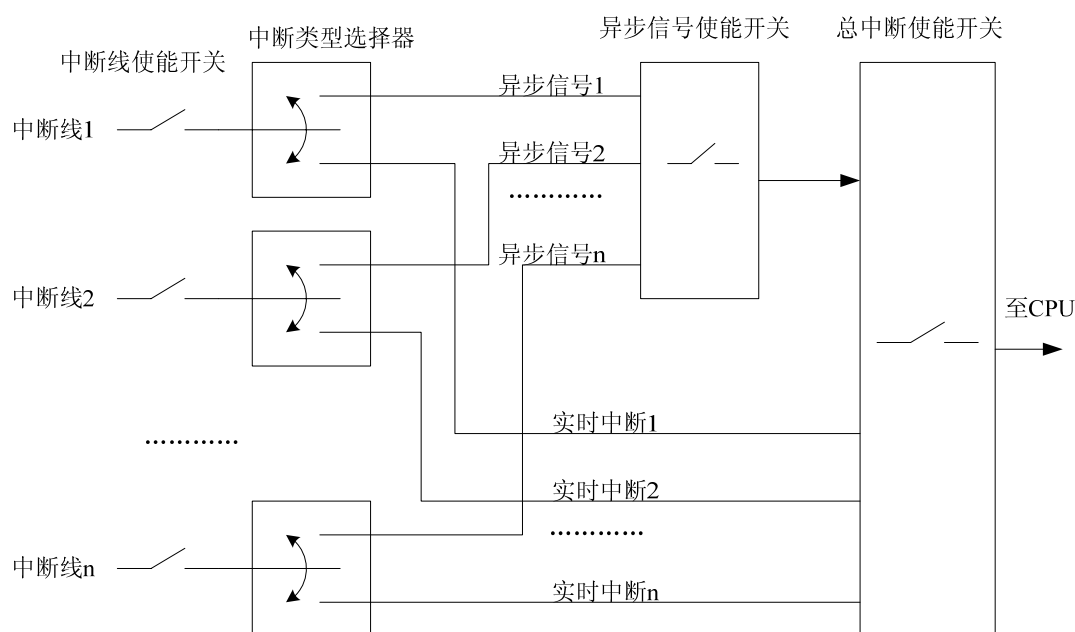 异步信号使能开关
总中断使能开关
中断类型选择器
中断线使能开关
异步信号1
中断线1
异步信号2
…………
异步信号n
中断线2
至CPU
实时中断1
…………
实时中断2
…………
中断线n
实时中断n